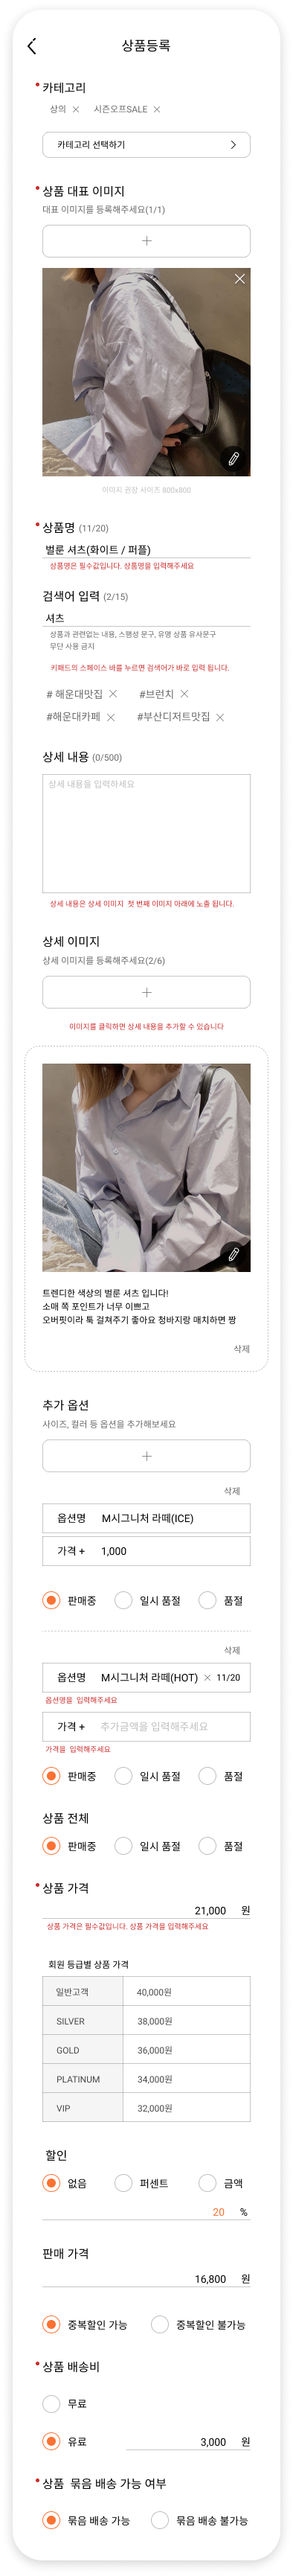 상품등록
카테고리
상의 × 시즌오프SALE ×
카테고리 선택하기
상품 대표 이미지
대표 이미지를 등록해주세요(1/1)
이미지 권장 사이즈 800x800
상품명 (11/20)
벌룬 셔츠(화이트 / 퍼플)
상품명은 필수값입니다. 상품명을 입력해주세요
검색어 입력 (2/15)
셔츠
상품과 관련없는 내용, 스팸성 문구, 유명 상품 유사문구
무단 사용 금지
키패드의 스페이스 바를 누르면 검색어가 바로 입력 됩니다.
# 해운대맛집 × #브런치 ×
#해운대카페 × #부산디저트맛집 ×
상세 내용 (0/500)
상세 내용을 입력하세요
상세 내용은 상세 이미지 첫 번째 이미지 아래에 노출 됩니다.
상세 이미지
상세 이미지를 등록해주세요(2/6)
이미지를 클릭하면 상세 내용을 추가할 수 있습니다
트렌디한 색상의 벌룬 셔츠 입니다!
소매 쪽 포인트가 너무 이쁘고
오버핏이라 툭 걸쳐주기 좋아요 청바지랑 매치하면 짱
삭제
추가 옵션
사이즈, 컬러 등 옵션을 추가해보세요
삭제
옵션명 M시그니처 라떼(ICE)
가격 + 1,000
판매중 일시 품절 품절
삭제
옵션명 M시그니처 라떼(HOT) × 11/20
옵션명을 입력해주세요
가격 + 추가금액을 입력해주세요
가격을 입력해주세요
판매중 일시 품절 품절
상품 전체
판매중 일시 품절 품절
상품 가격
21,000 원
상품 가격은 필수값입니다. 상품 가격을 입력해주세요
회원 등급별 상품 가격
일반고객 40,000원
SILVER 38,000원
GOLD 36,000원
PLATINUM 34,000원
VIP 32,000원
할인
없음 퍼센트 금액
20 %
판매 가격
16,800 원
중복할인 가능 중복할인 불가능
상품 배송비
무료
유료 3,000 원
상품 묶음 배송 가능 여부
묶음 배송 가능 묶음 배송 불가능